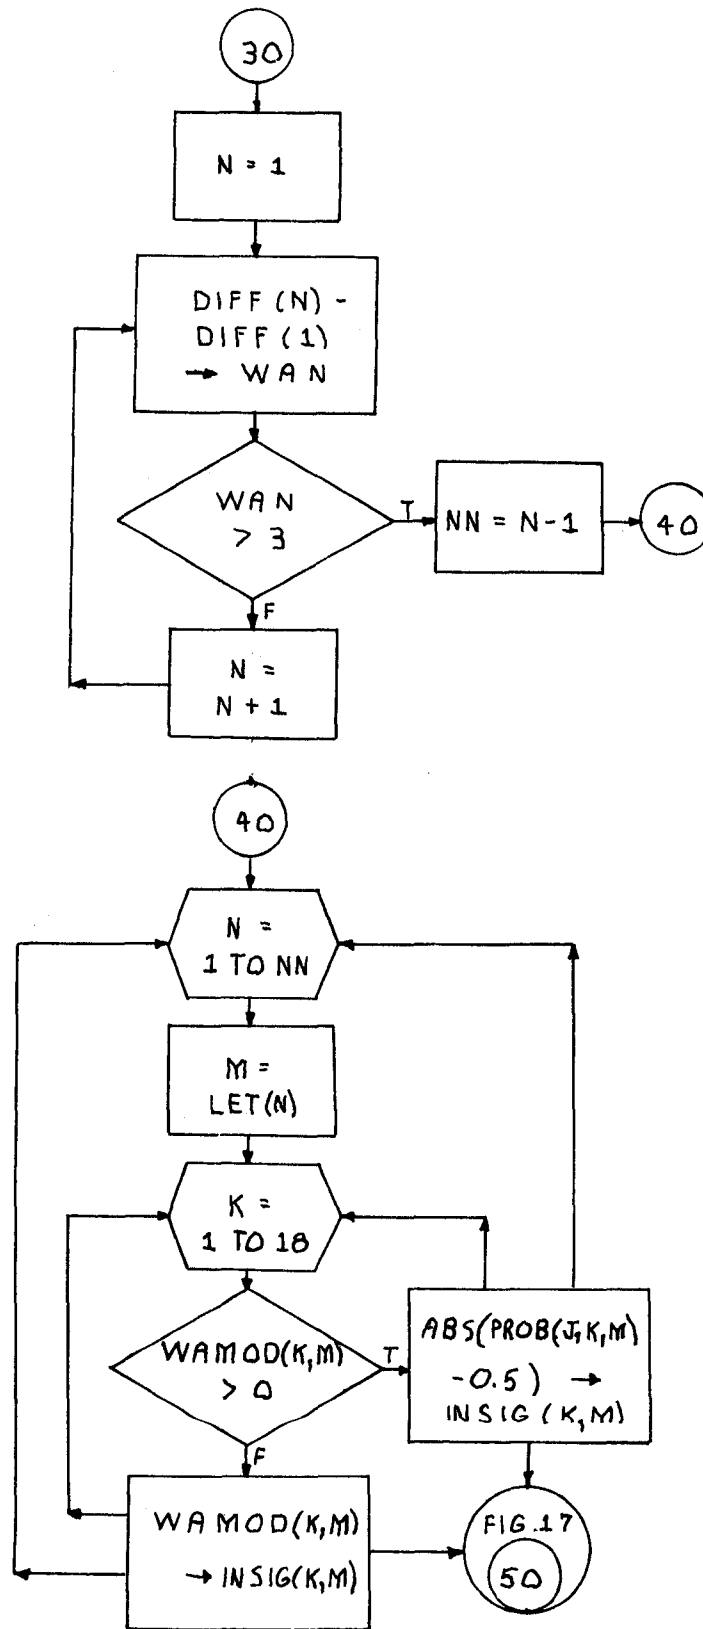 30
N = 1
DIFF(N) -
DIFF(1)
→ WAN
WAN
> 3
T
NN = N-1
40
F
N =
N + 1
40
N =
1 TO NN
M =
LET(N)
K =
1 TO 18
WAMOD(K,M)
> 0
T
ABS(PROB(J,K,M)
-0.5) →
INSIG(K,M)
F
WAMOD(K,M)
→ INSIG(K,M)
FIG.17
50